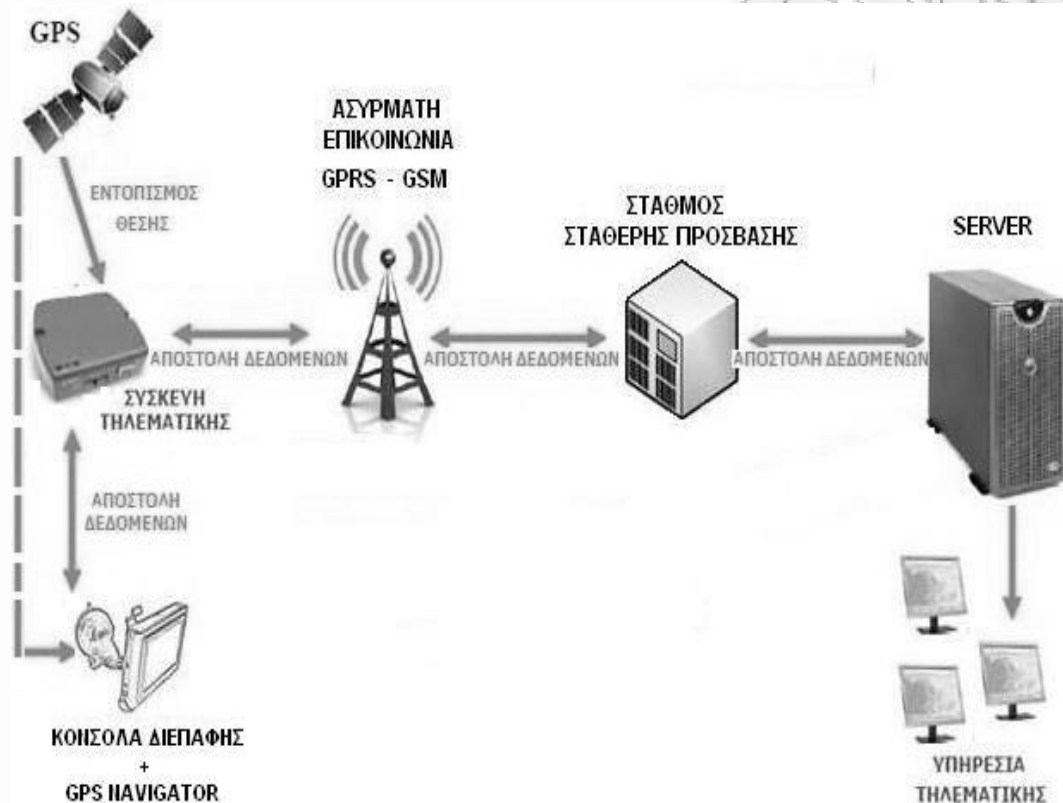 GPS
ΕΝΤΟΠΙΣΜΟΣ
ΘΕΣΗΣ
ΑΣΥΡΜΑΤΗ
ΕΠΙΚΟΙΝΩΝΙΑ
GPRS - GSM
ΣΤΑΘΜΟΣ
ΣΤΑΘΕΡΗΣ ΠΡΟΣΒΑΣΗΣ
SERVER
ΑΠΟΣΤΟΛΗ ΔΕΔΟΜΕΝΩΝ
ΑΠΟΣΤΟΛΗ ΔΕΔΟΜΕΝΩΝ
ΑΠΟΣΤΟΛΗ ΔΕΔΟΜΕΝΩΝ
ΣΥΣΚΕΥΗ
ΤΗΛΕΜΑΤΙΚΗΣ
ΑΠΟΣΤΟΛΗ
ΔΕΔΟΜΕΝΩΝ
ΚΟΝΣΟΛΑ ΔΙΕΠΑΦΗΣ
+
GPS NAVIGATOR
ΥΠΗΡΕΣΙΑ
ΤΗΛΕΜΑΤΙΚΗΣ